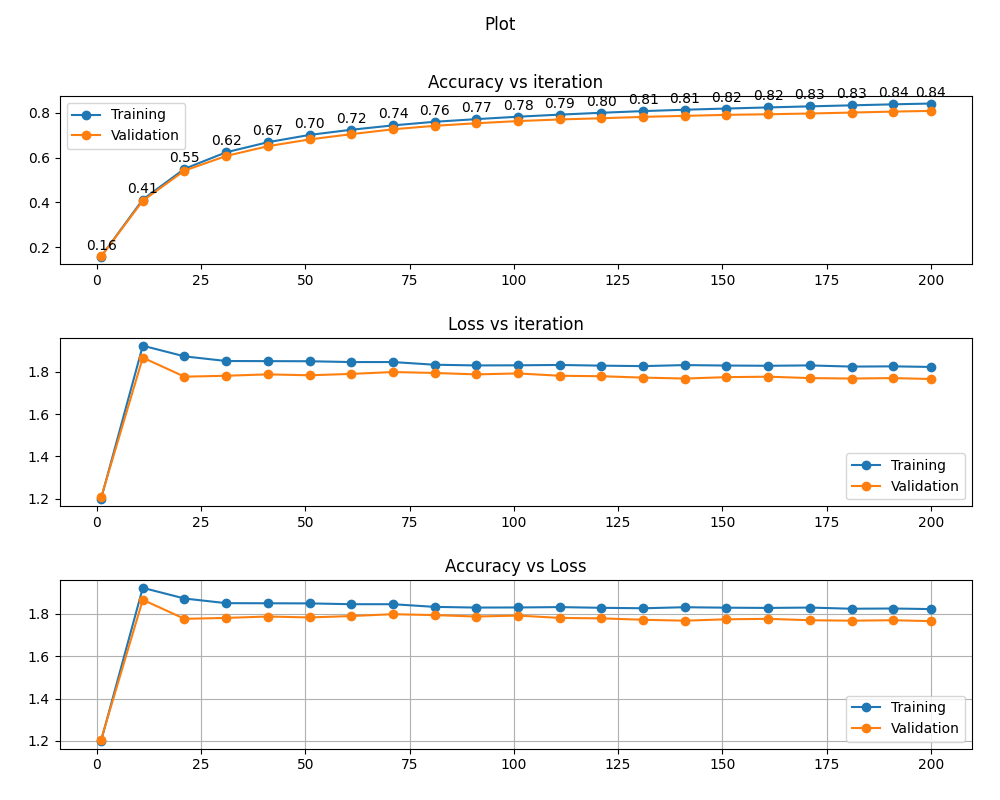 Plot
Accuracy vs iteration
Training
Validation
0.16 0.41 0.55 0.62 0.67 0.70 0.72 0.74 0.76 0.77 0.78 0.79 0.80 0.81 0.81 0.82 0.82 0.83 0.83 0.84 0.84
0.8
0.6
0.4
0.2
0 25 50 75 100 125 150 175 200
Loss vs iteration
1.8
1.6
1.4
1.2
Training
Validation
0 25 50 75 100 125 150 175 200
Accuracy vs Loss
1.8
1.6
1.4
1.2
Training
Validation
0 25 50 75 100 125 150 175 200